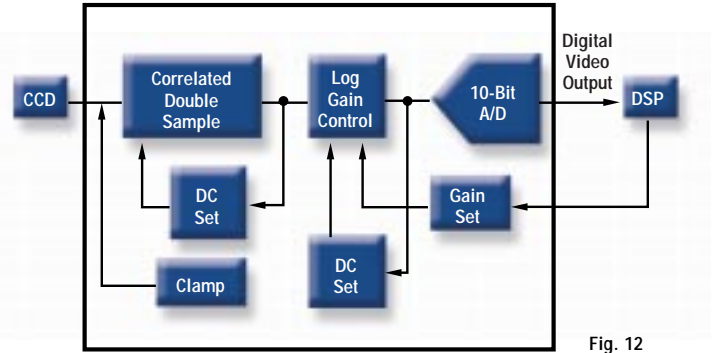 CCD
Correlated
Double
Sample
Log
Gain
Control
10-Bit
A/D
Digital
Video
Output
DSP
DC
Set
Gain
Set
Clamp
DC
Set
Fig. 12